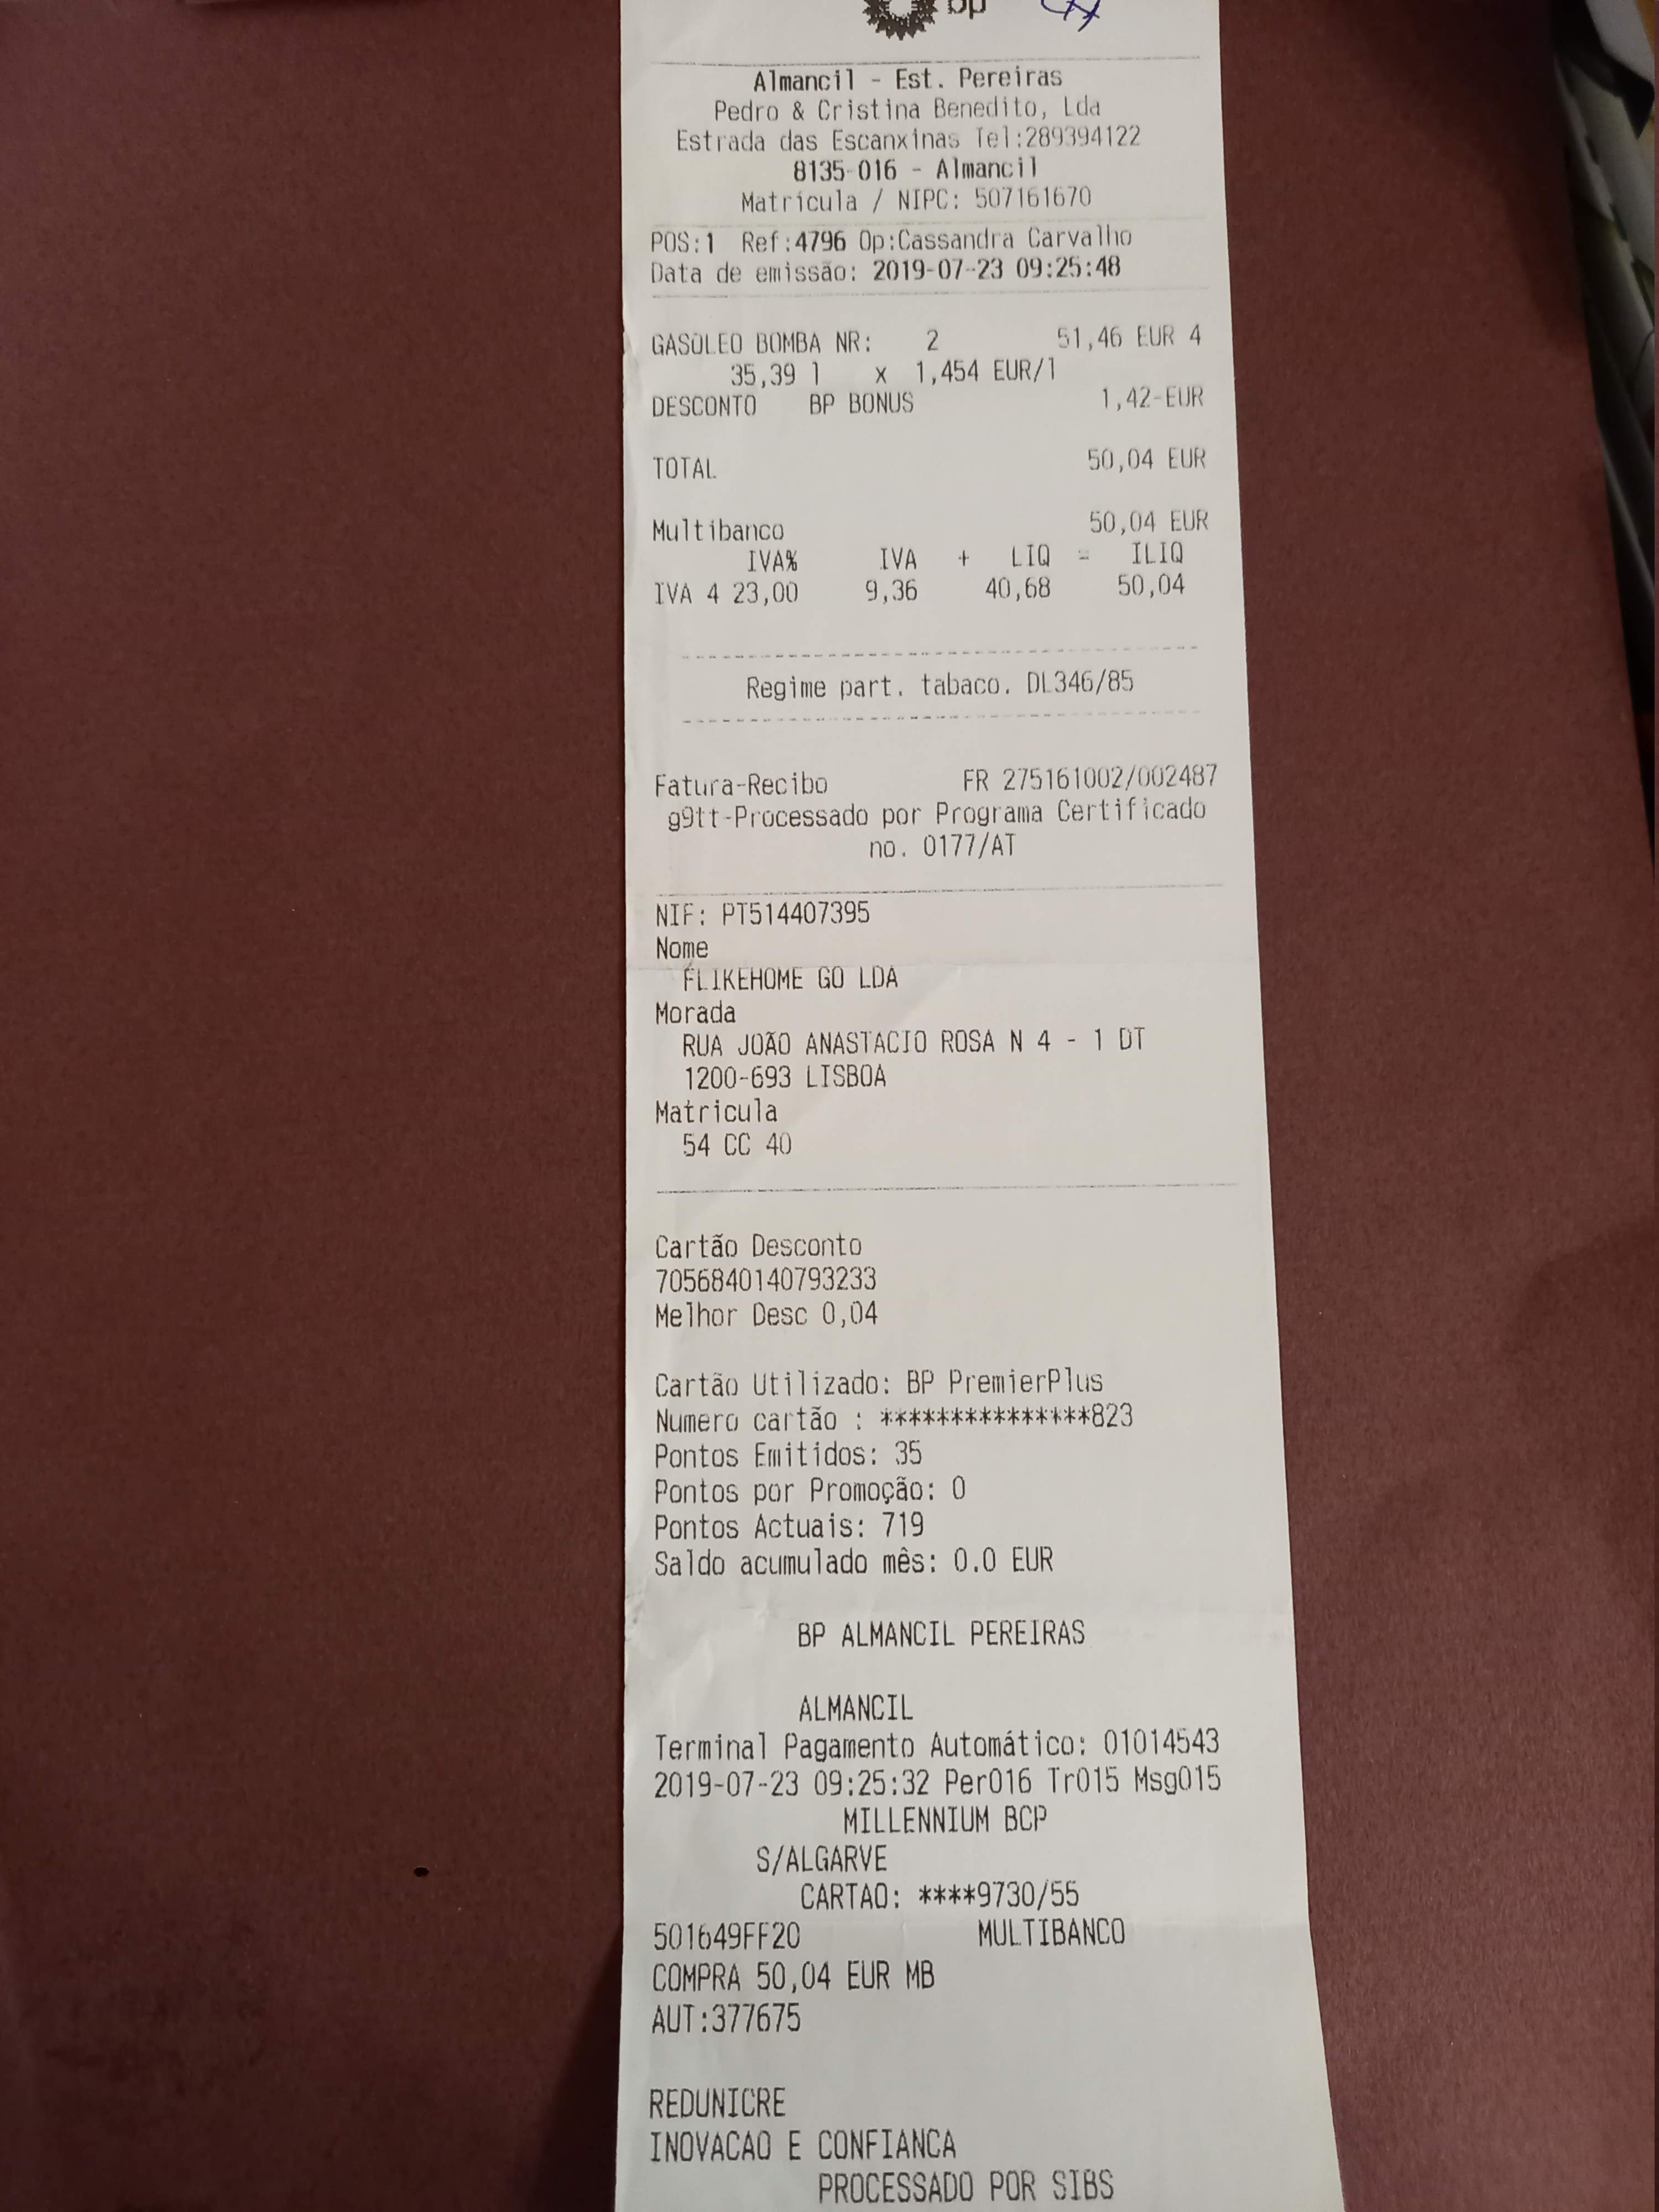 bp
Almancil - Est. Pereiras
Pedro & Cristina Benedito, Lda
Estrada das Escanxinas Tel:289394122
8135-016 - Almancil
Matrícula / NIPC: 507161670
POS:1 Ref:4796 Op:Cassandra Carvalho
Data de emissão: 2019-07-23 09:25:48
GASOLEO BOMBA NR: 2 51,46 EUR 4
35,39 l x 1,454 EUR/l
DESCONTO BP BONUS 1,42-EUR
TOTAL 50,04 EUR
Multibanco 50,04 EUR
IVA% IVA + LIQ = ILIQ
IVA 4 23,00 9,36 40,68 50,04
Regime part. tabaco. DL346/85
Fatura-Recibo FR 275161002/002487
g9tt-Processado por Programa Certificado
no. 0177/AT
NIF: PT514407395
Nome
FLIKEHOME GO LDA
Morada
RUA JOÃO ANASTACIO ROSA N 4 - 1 DT
1200-693 LISBOA
Matrícula
54 CC 40
Cartão Desconto
7056840140793233
Melhor Desc 0,04
Cartão Utilizado: BP PremierPlus
Numero cartão : ***************823
Pontos Emitidos: 35
Pontos por Promoção: 0
Pontos Actuais: 719
Saldo acumulado mês: 0.0 EUR
BP ALMANCIL PEREIRAS
ALMANCIL
Terminal Pagamento Automático: 01014543
2019-07-23 09:25:32 Per016 Tr015 Msg015
MILLENNIUM BCP
S/ALGARVE
CARTAO: ****9730/55
501649FF20 MULTIBANCO
COMPRA 50,04 EUR MB
AUT:377675
REDUNICRE
INOVACAO E CONFIANCA
PROCESSADO POR SIBS